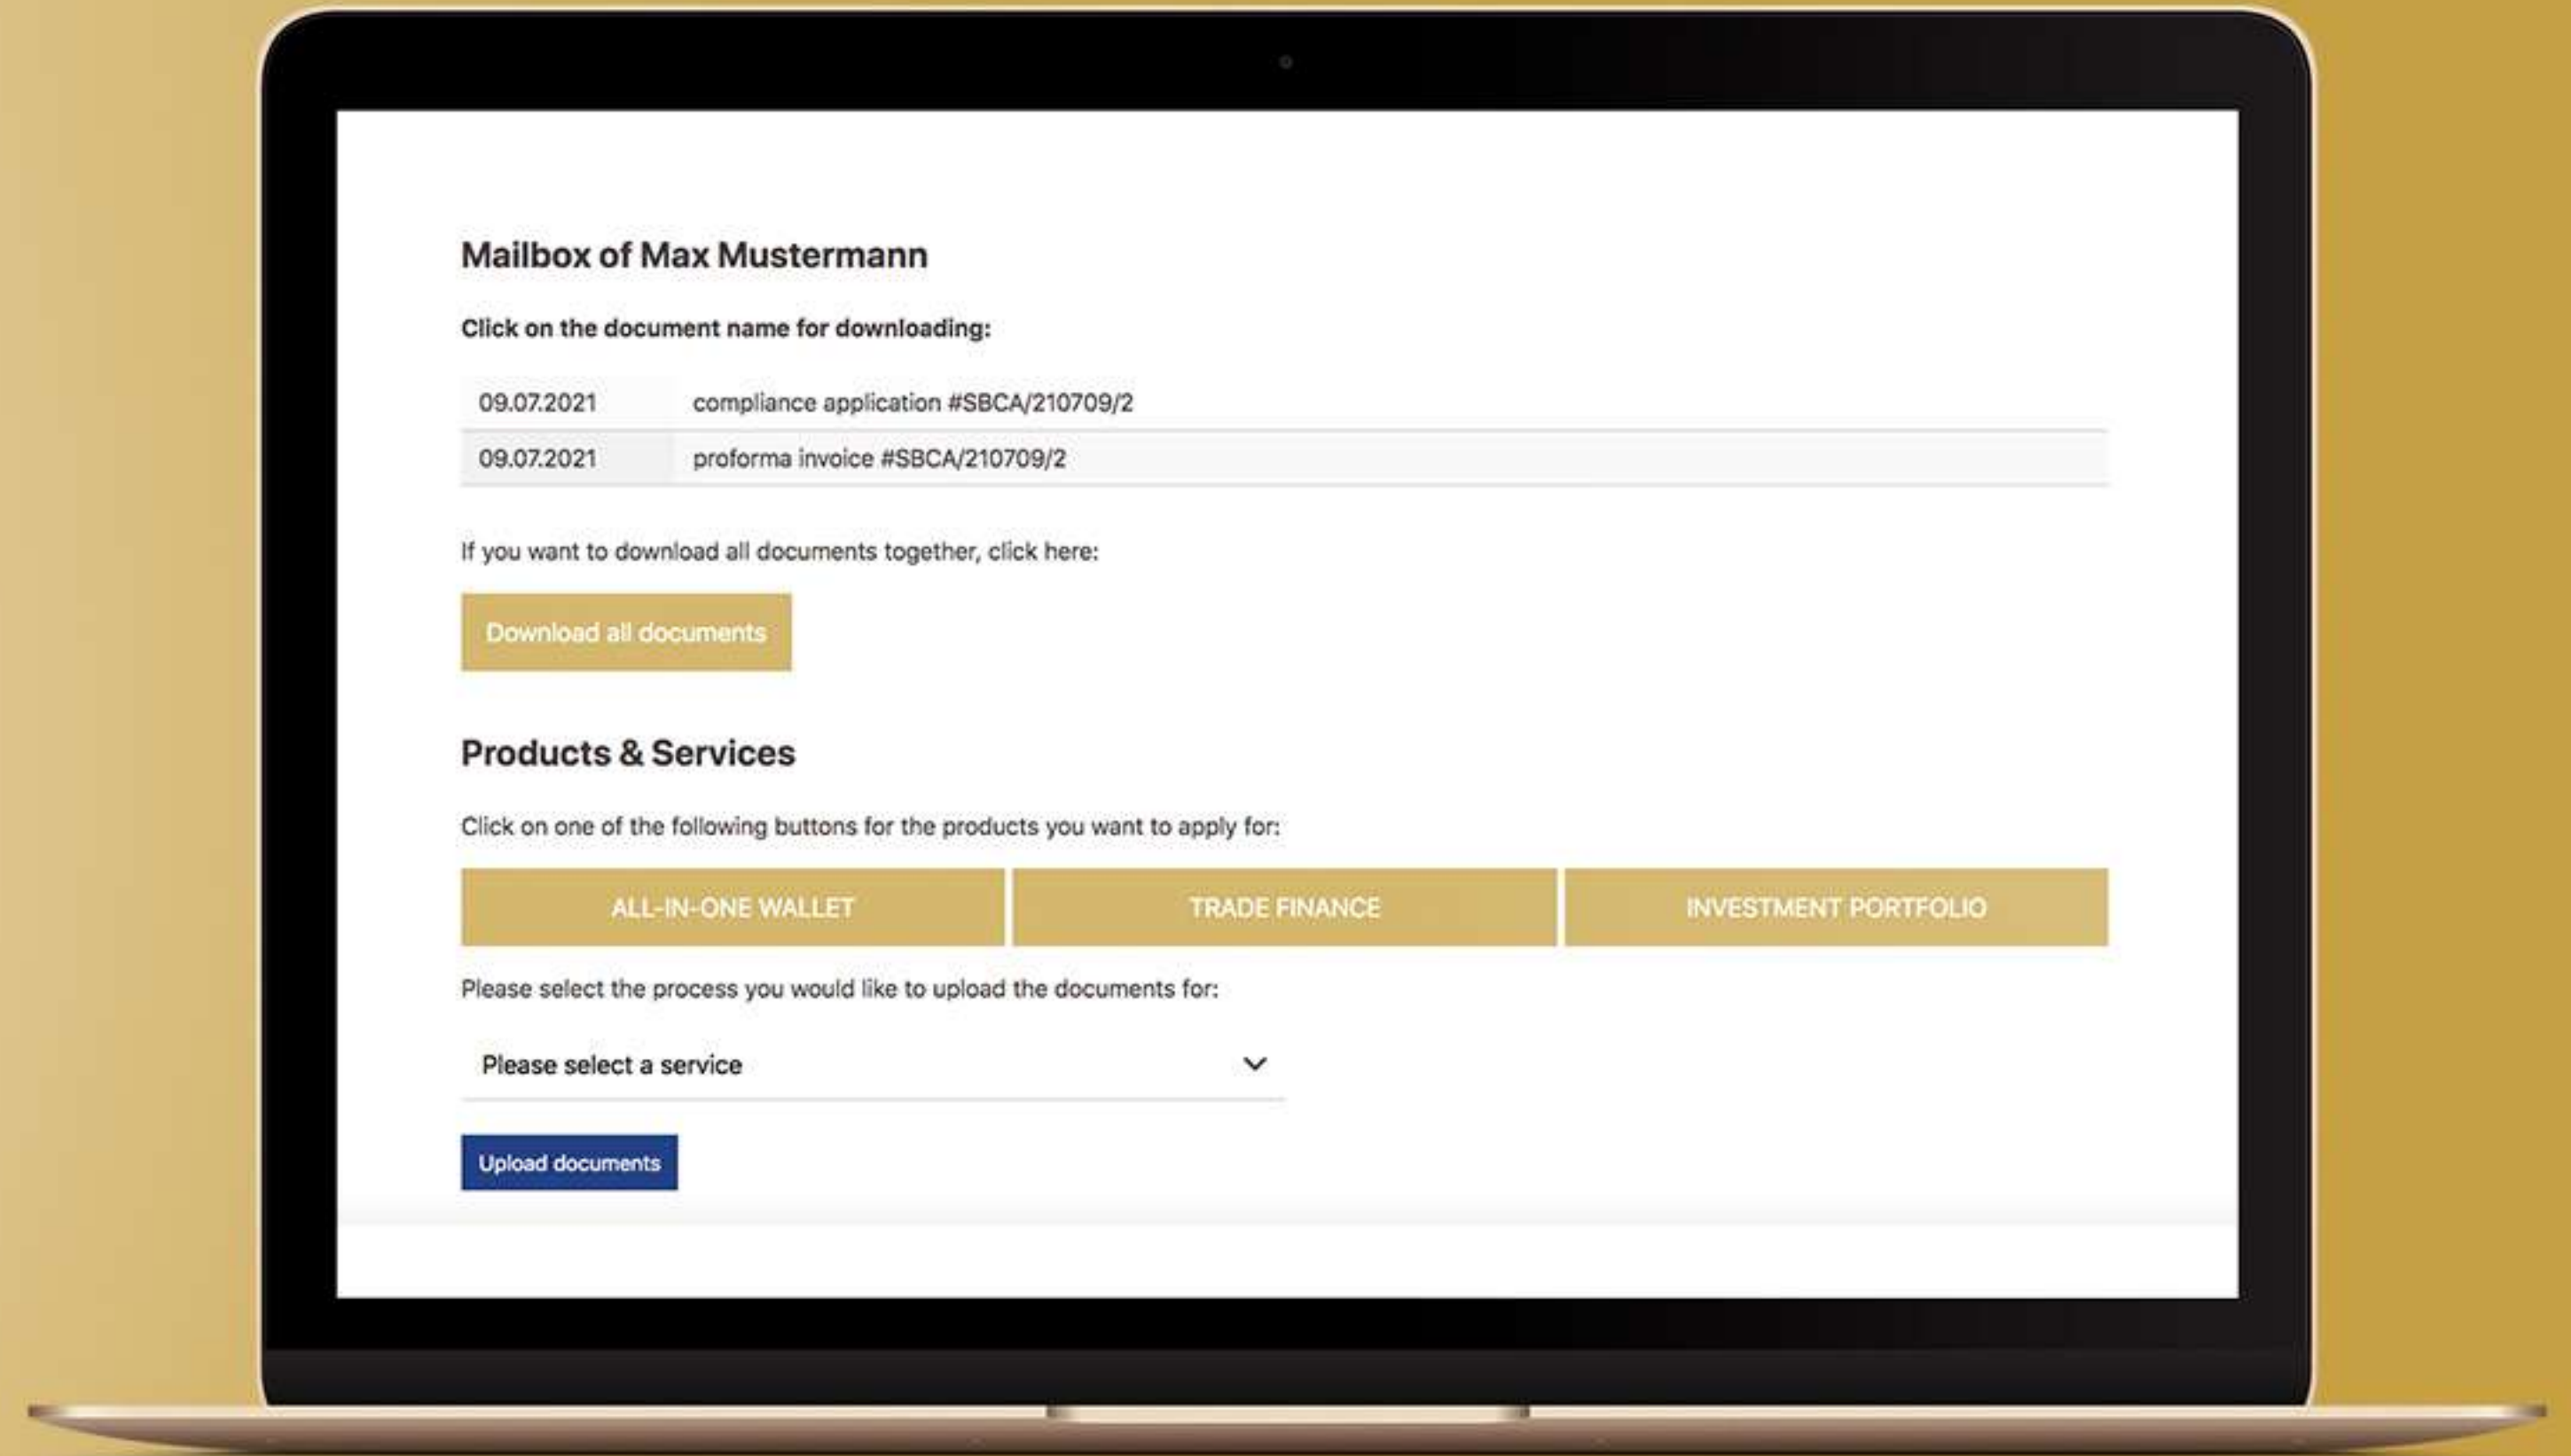 Mailbox of Max Mustermann
Click on the document name for downloading:
09.07.2021 compliance application #SBCA/210709/2
09.07.2021 proforma invoice #SBCA/210709/2
If you want to download all documents together, click here:
Download all documents
Products & Services
Click on one of the following buttons for the products you want to apply for:
ALL-IN-ONE WALLET TRADE FINANCE INVESTMENT PORTFOLIO
Please select the process you would like to upload the documents for:
Please select a service
Upload documents